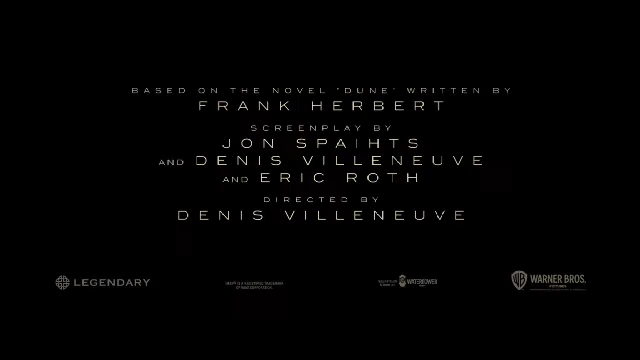 BASED ON THE NOVEL "DUNE" WRITTEN BY
FRANK HERBERT
SCREENPLAY BY
JON SPAIHTS
AND DENIS VILLENEUVE
AND ERIC ROTH
DIRECTED BY
DENIS VILLENEUVE
LEGENDARY
WATERTOWER
WARNER BROS.
PICTURES